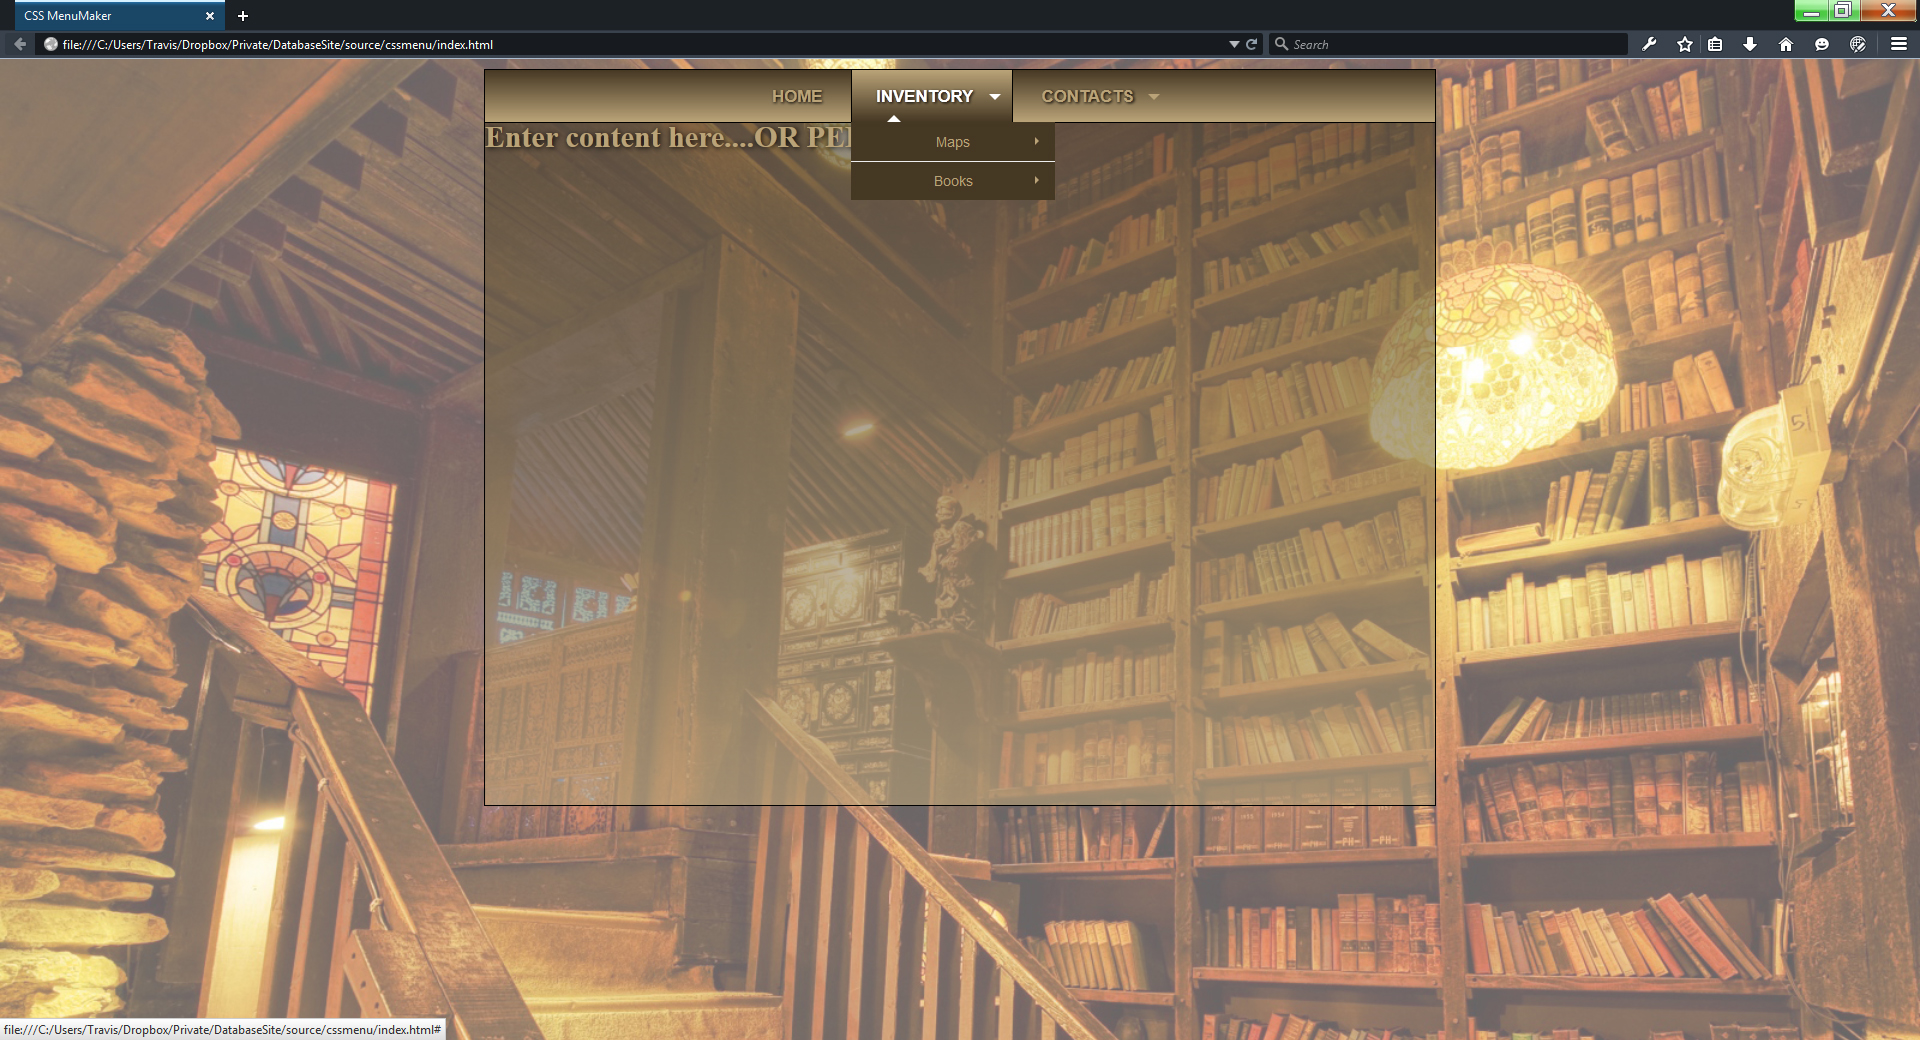 CSS MenuMaker
file:///C:/Users/Travis/Dropbox/Private/DatabaseSite/source/cssmenu/index.html
Search
HOME
INVENTORY
CONTACTS
Enter content here....OR
Maps
Books
file:///C:/Users/Travis/Dropbox/Private/DatabaseSite/source/cssmenu/index.html#